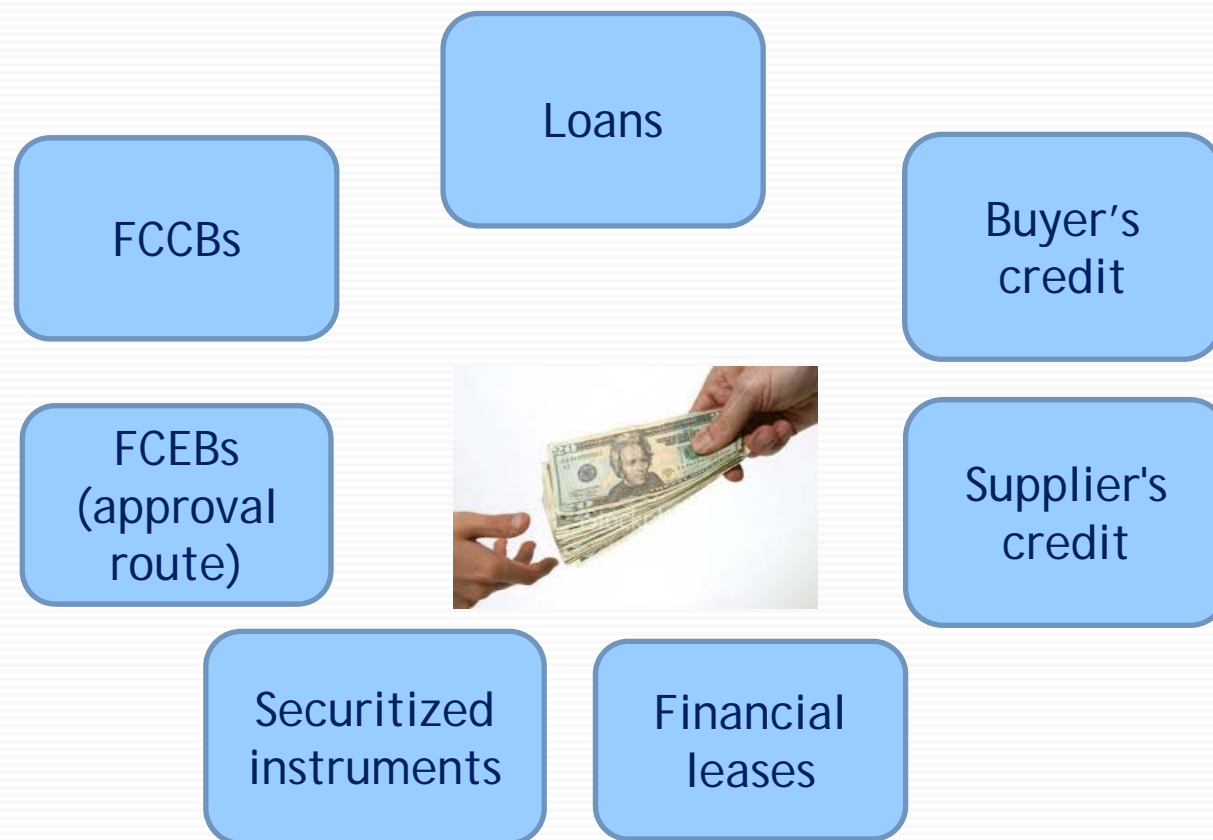 Loans
FCCBs
Buyer’s
credit
FCEBs
(approval
route)
Supplier's
credit
Securitized
instruments
Financial
leases